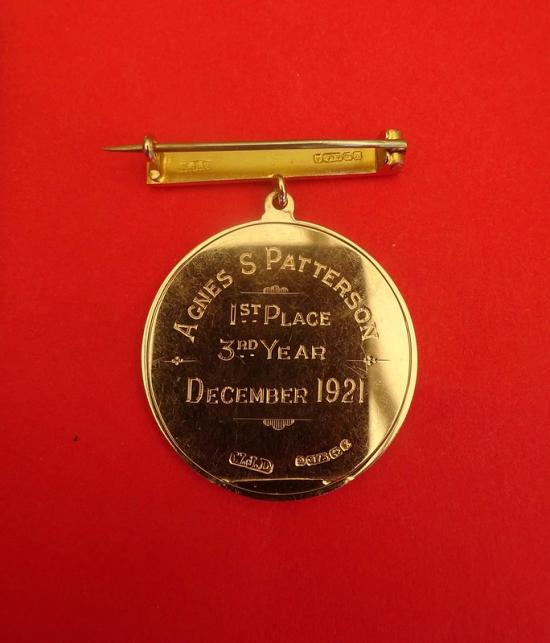 AGNES S PATTERSON
1ST PLACE
3RD YEAR
DECEMBER 1921
W.J.D